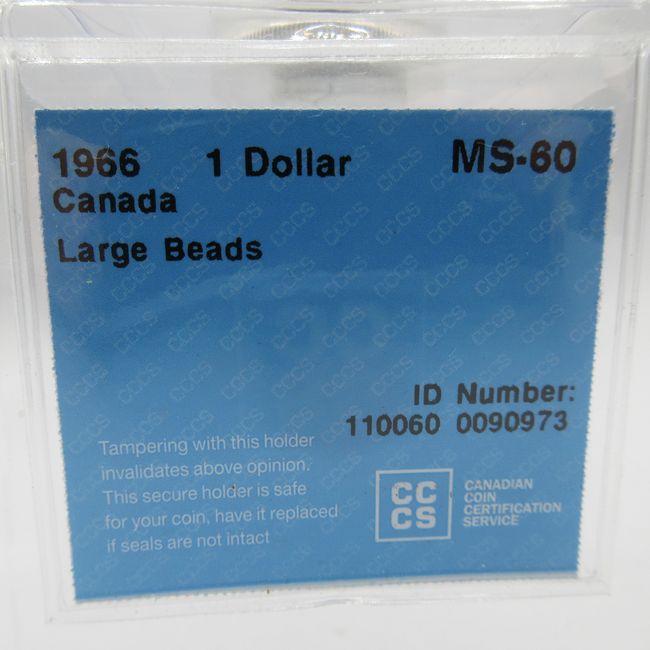 1966 1 Dollar MS-60
Canada
Large Beads
ID Number:
110060 0090973
Tampering with this holder
invalidates above opinion.
This secure holder is safe
for your coin, have it replaced
if seals are not intact
CC
CS
CANADIAN
COIN
CERTIFICATION
SERVICE